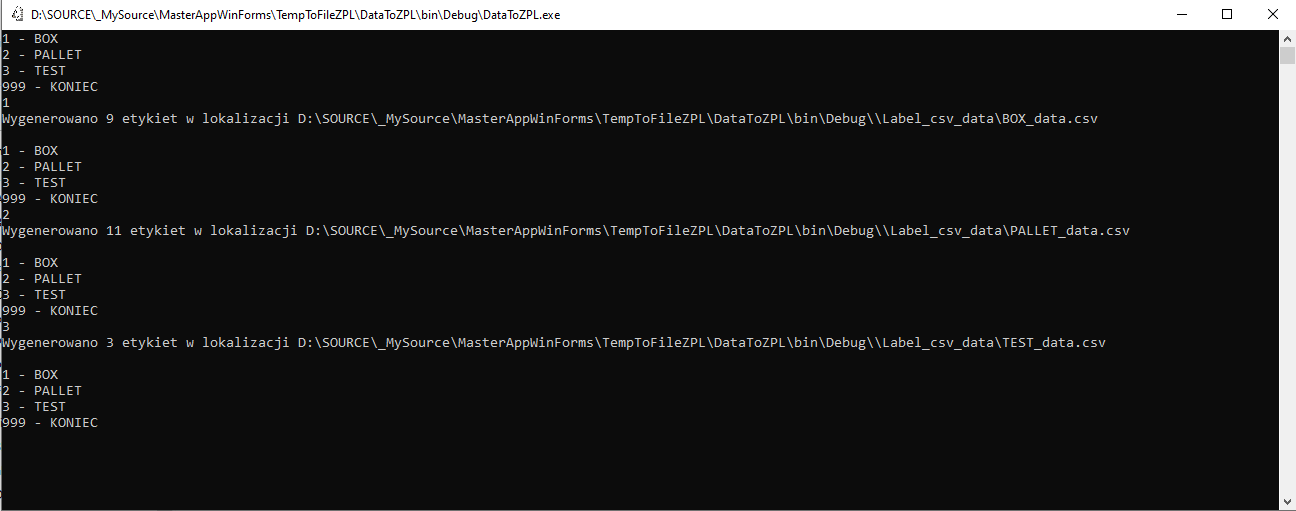 D:\SOURCE\_MySource\MasterAppWinForms\TempToFileZPL\DataToZPL\bin\Debug\DataToZPL.exe
1 - BOX
2 - PALLET
3 - TEST
999 - KONIEC
1
Wygenerowano 9 etykiet w lokalizacji D:\SOURCE\_MySource\MasterAppWinForms\TempToFileZPL\DataToZPL\bin\Debug\\Label_csv_data\BOX_data.csv
1 - BOX
2 - PALLET
3 - TEST
999 - KONIEC
2
Wygenerowano 11 etykiet w lokalizacji D:\SOURCE\_MySource\MasterAppWinForms\TempToFileZPL\DataToZPL\bin\Debug\\Label_csv_data\PALLET_data.csv
1 - BOX
2 - PALLET
3 - TEST
999 - KONIEC
3
Wygenerowano 3 etykiet w lokalizacji D:\SOURCE\_MySource\MasterAppWinForms\TempToFileZPL\DataToZPL\bin\Debug\\Label_csv_data\TEST_data.csv
1 - BOX
2 - PALLET
3 - TEST
999 - KONIEC